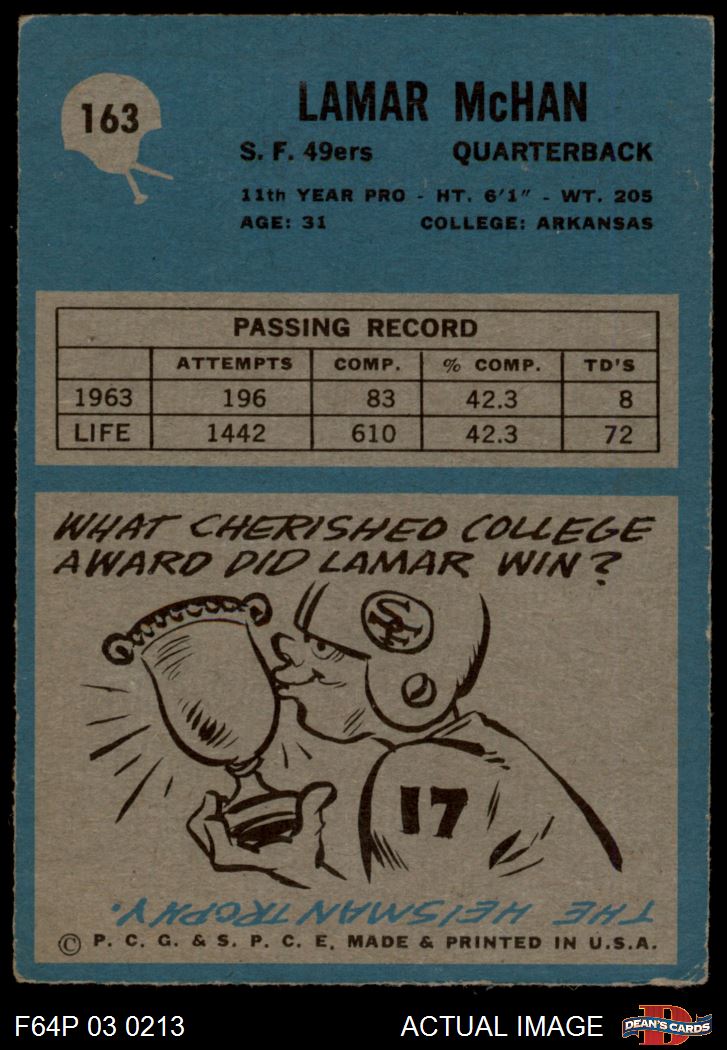 163
LAMAR McHAN
S. F. 49ers QUARTERBACK
11th YEAR PRO - HT. 6'1" - WT. 205
AGE: 31 COLLEGE: ARKANSAS
PASSING RECORD
ATTEMPTS COMP. % COMP. TD'S
1963 196 83 42.3 8
LIFE 1442 610 42.3 72
WHAT CHERISHED COLLEGE
AWARD DID LAMAR WIN?
SF
17
THE HEISMAN TROPHY.
© P. C. G. & S. P. C. E. MADE & PRINTED IN U.S.A.
F64P 03 0213 ACTUAL IMAGE
D
DEAN'S CARDS